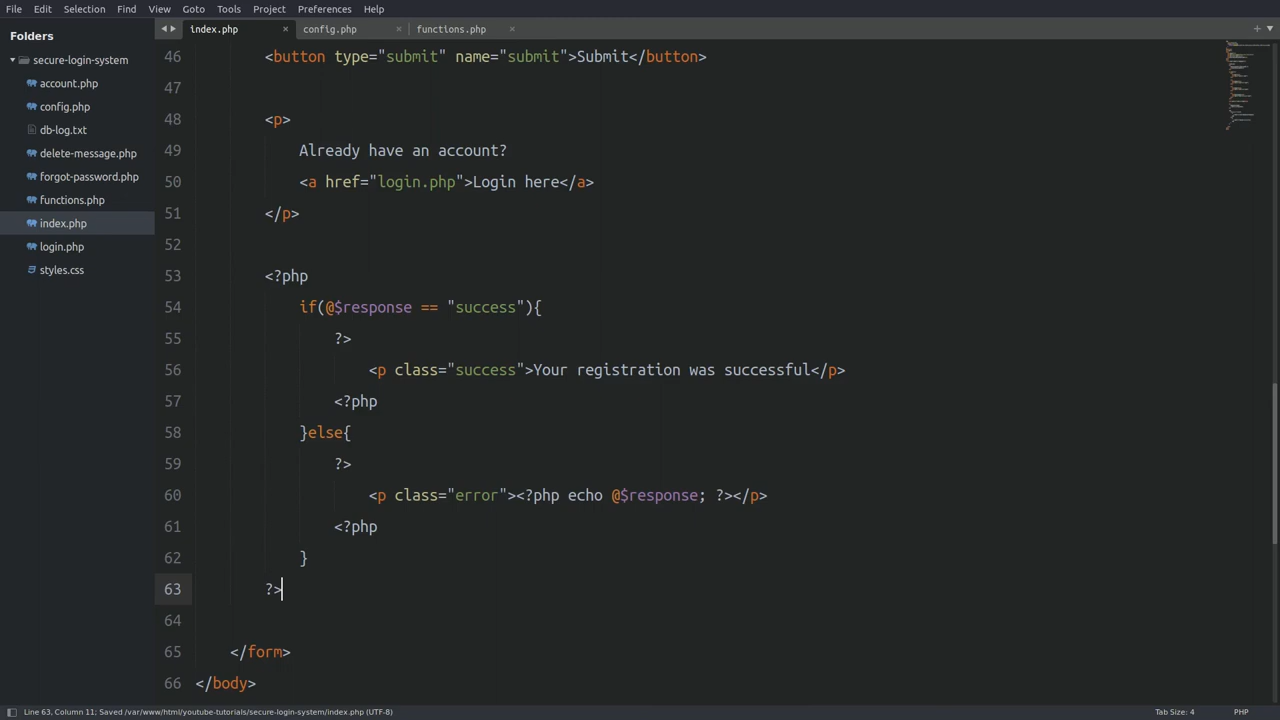 File Edit Selection Find View Goto Tools Project Preferences Help
Folders
secure-login-system
account.php
config.php
db-log.txt
delete-message.php
forgot-password.php
functions.php
index.php
login.php
styles.css
index.php × config.php × functions.php × +
46 <button type="submit" name="submit">Submit</button>
47
48 <p>
49 Already have an account?
50 <a href="login.php">Login here</a>
51 </p>
52
53 <?php
54 if(@$response == "success"){
55 ?>
56 <p class="success">Your registration was successful</p>
57 <?php
58 }else{
59 ?>
60 <p class="error"><?php echo @$response; ?></p>
61 <?php
62 }
63 ?>
64
65 </form>
66 </body>
Line 63, Column 11; Saved /var/www/html/youtube-tutorials/secure-login-system/index.php (UTF-8) Tab Size: 4 PHP